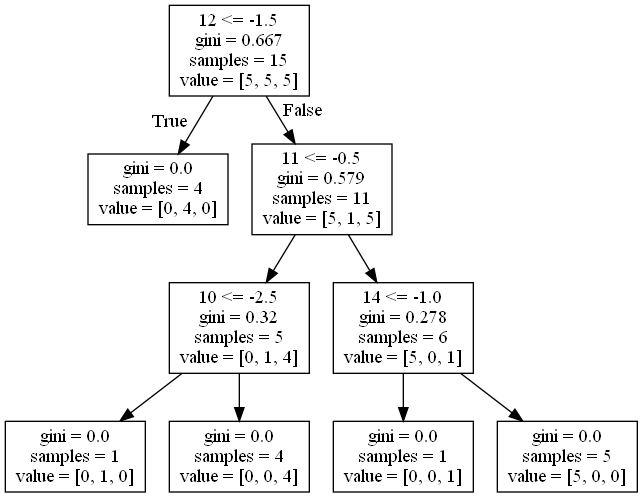 12 <= -1.5
gini = 0.667
samples = 15
value = [5, 5, 5]
True
False
gini = 0.0
samples = 4
value = [0, 4, 0]
11 <= -0.5
gini = 0.579
samples = 11
value = [5, 1, 5]
10 <= -2.5
gini = 0.32
samples = 5
value = [0, 1, 4]
14 <= -1.0
gini = 0.278
samples = 6
value = [5, 0, 1]
gini = 0.0
samples = 1
value = [0, 1, 0]
gini = 0.0
samples = 4
value = [0, 0, 4]
gini = 0.0
samples = 1
value = [0, 0, 1]
gini = 0.0
samples = 5
value = [5, 0, 0]